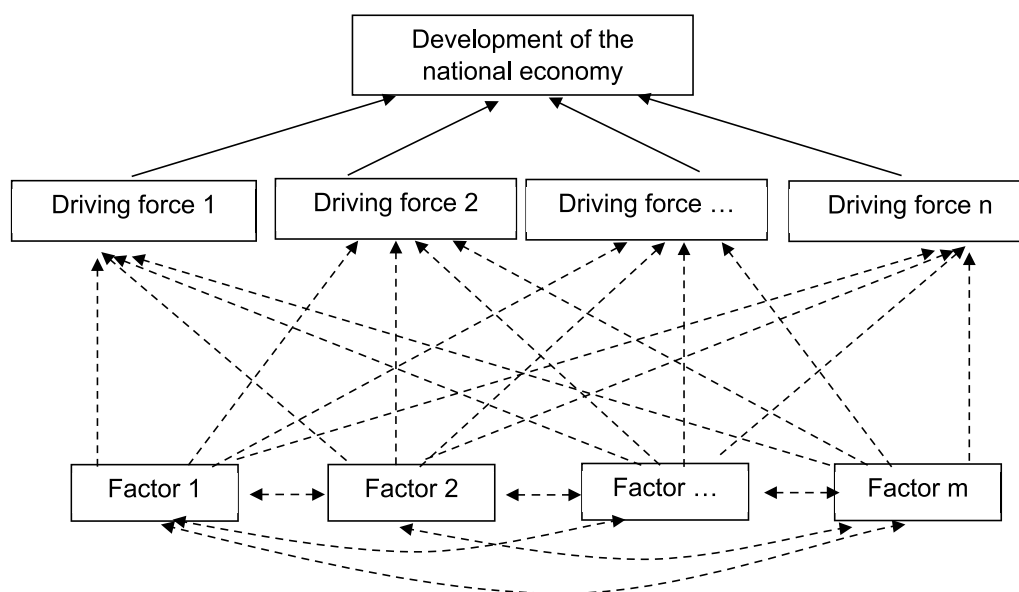 Development of the
national economy
Driving force 1
Driving force 2
Driving force …
Driving force n
Factor 1
Factor 2
Factor …
Factor m